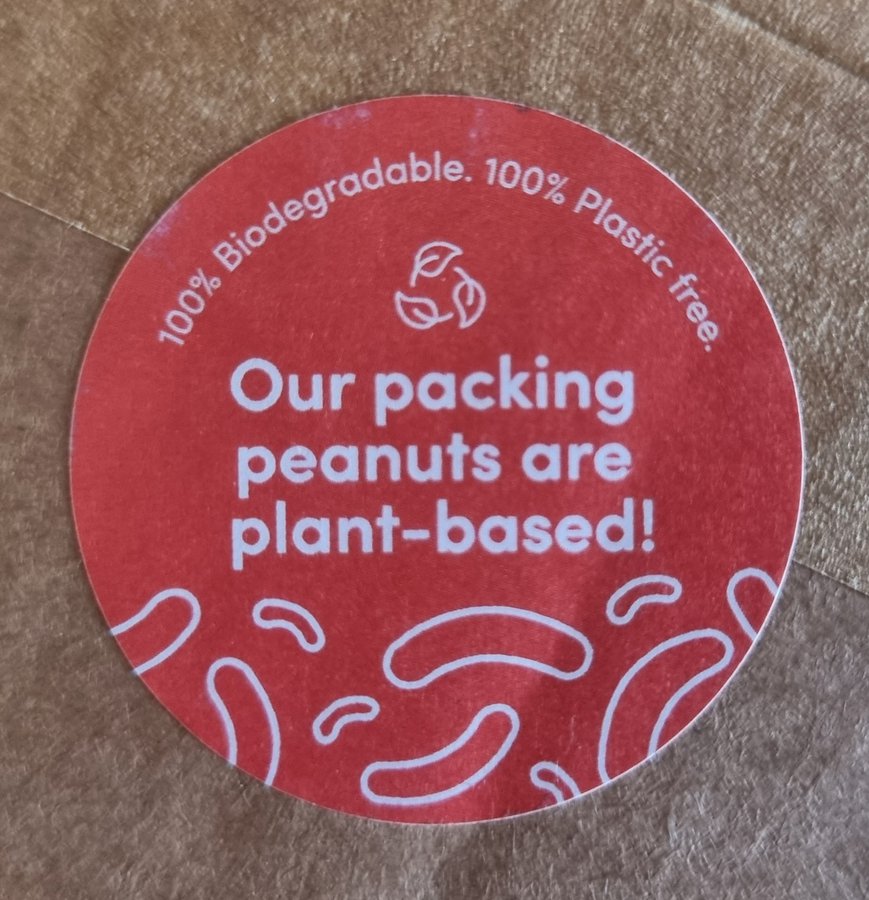 100% Biodegradable. 100% Plastic free.
Our packing
peanuts are
plant-based!